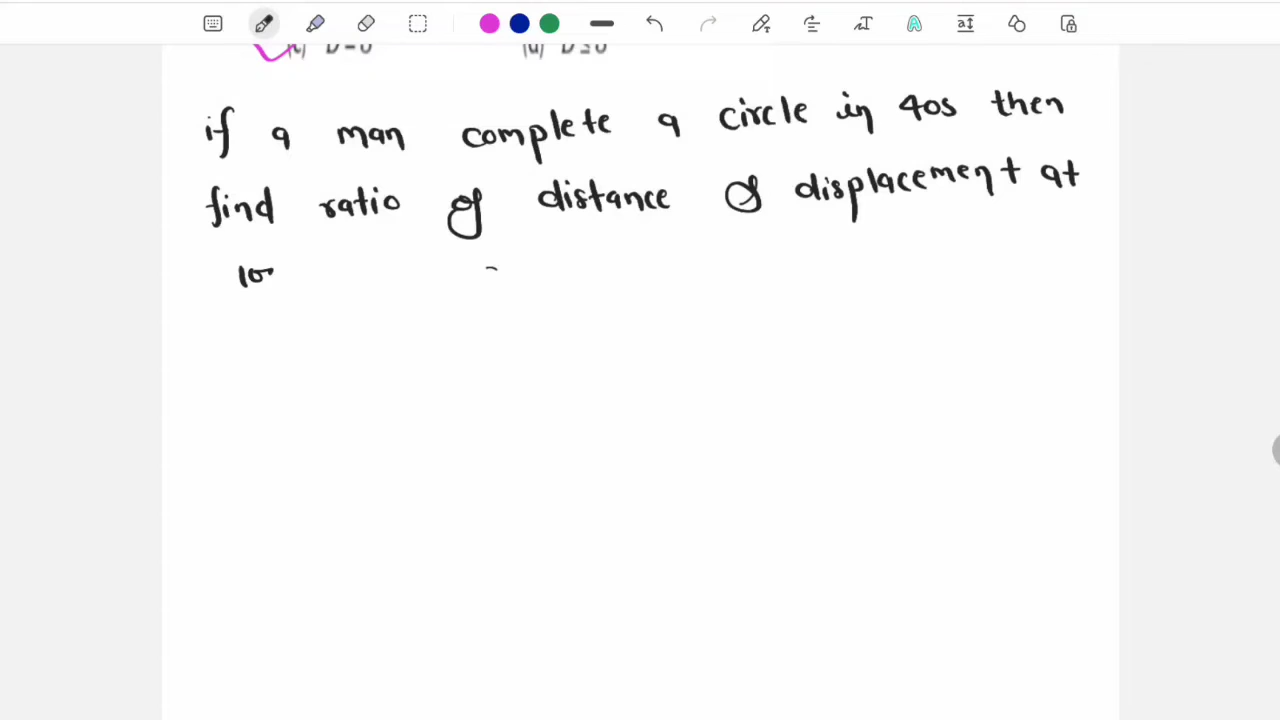 if a man complete a circle in 40s then
find ratio of distance & displacement at
10